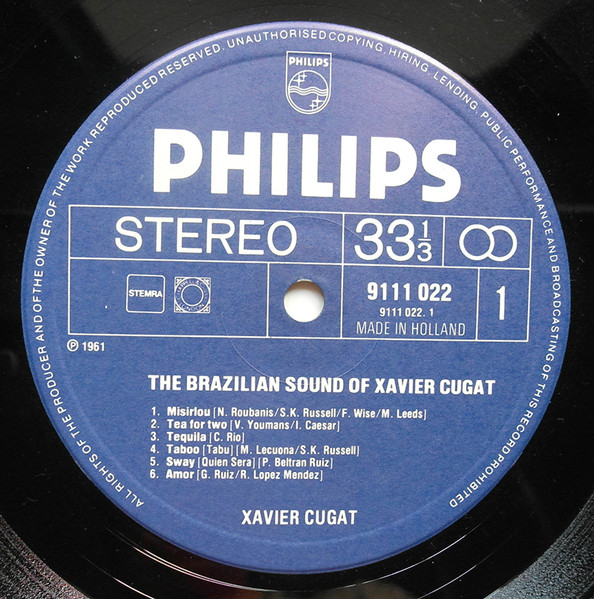 ALL RIGHTS OF THE PRODUCER AND OF THE OWNER OF THE WORK REPRODUCED RESERVED. UNAUTHORISED COPYING, HIRING, LENDING, PUBLIC PERFORMANCE AND BROADCASTING OF THIS RECORD PROHIBITED
PHILIPS
PHILIPS
STEREO 33 1/3
STEMRA 9111 022 1
9111 022. 1
MADE IN HOLLAND
℗ 1961
THE BRAZILIAN SOUND OF XAVIER CUGAT
1. Misirlou [N. Roubanis/S.K. Russell/F. Wise/M. Leeds]
2. Tea for two [V. Youmans/I. Caesar]
3. Tequila [C. Rio]
4. Taboo [Tabu] [M. Lecuona/S.K. Russell]
5. Sway [Quien Sera] [P. Beltran Ruiz]
6. Amor [G. Ruiz/R. Lopez Mendez]
XAVIER CUGAT